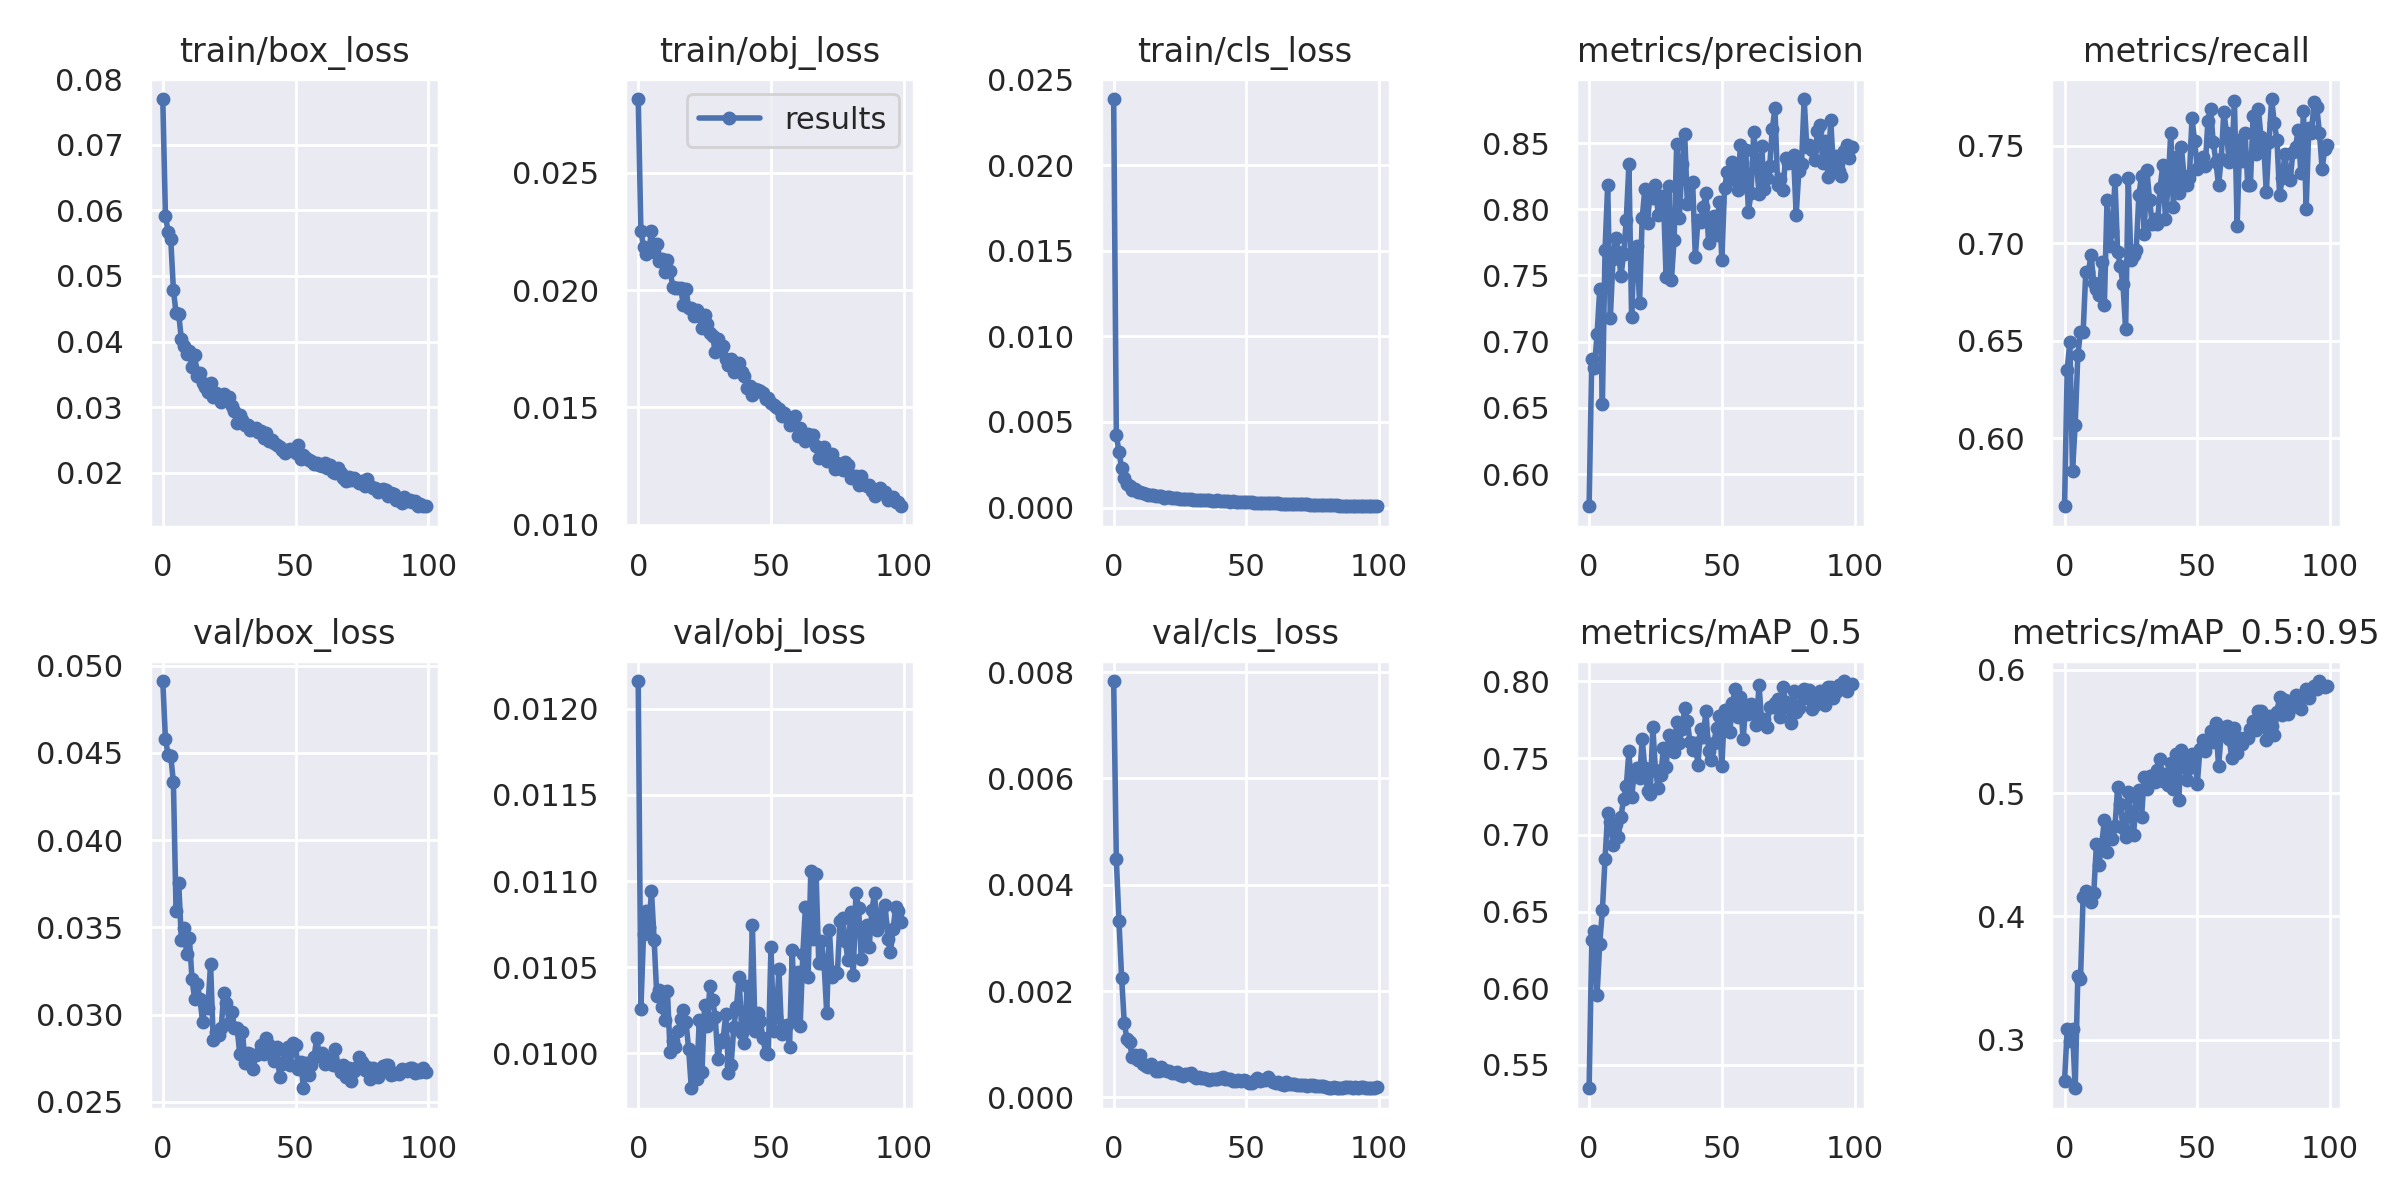 train/box_loss
0.08
0.07
0.06
0.05
0.04
0.03
0.02
0 50 100
train/obj_loss
results
0.025
0.020
0.015
0.010
0 50 100
train/cls_loss
0.025
0.020
0.015
0.010
0.005
0.000
0 50 100
metrics/precision
0.85
0.80
0.75
0.70
0.65
0.60
0 50 100
metrics/recall
0.75
0.70
0.65
0.60
0 50 100
val/box_loss
0.050
0.045
0.040
0.035
0.030
0.025
0 50 100
val/obj_loss
0.0120
0.0115
0.0110
0.0105
0.0100
0 50 100
val/cls_loss
0.008
0.006
0.004
0.002
0.000
0 50 100
metrics/mAP_0.5
0.80
0.75
0.70
0.65
0.60
0.55
0 50 100
metrics/mAP_0.5:0.95
0.6
0.5
0.4
0.3
0 50 100